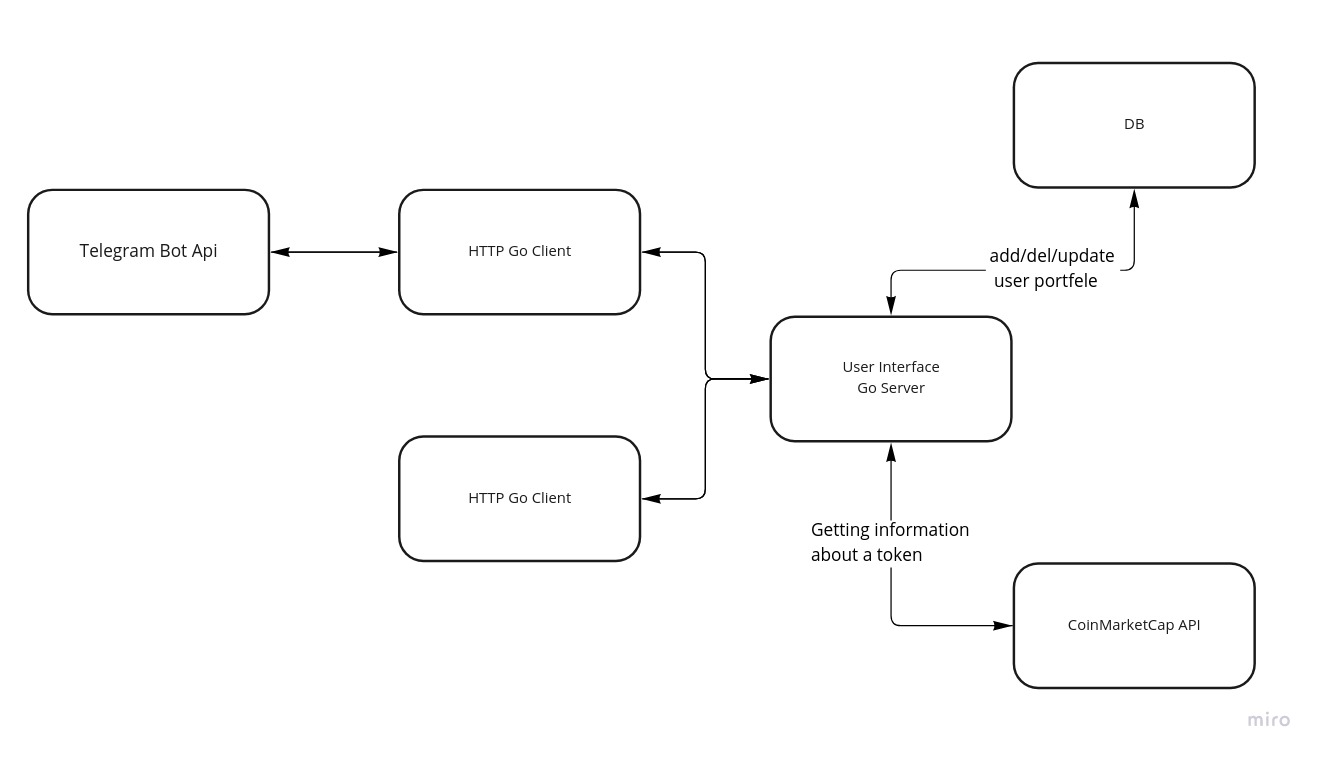 DB
Telegram Bot Api
HTTP Go Client
add/del/update
user portfele
User Interface
Go Server
HTTP Go Client
Getting information
about a token
CoinMarketCap API
miro